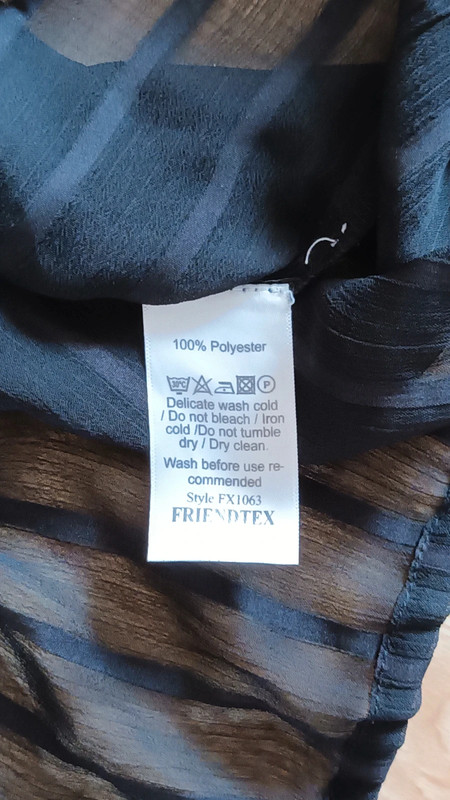 100% Polyester
30°C P
Delicate wash cold
/ Do not bleach / Iron
cold /Do not tumble
dry / Dry clean.
Wash before use re-
commended
Style FX1063
FRIENDTEX